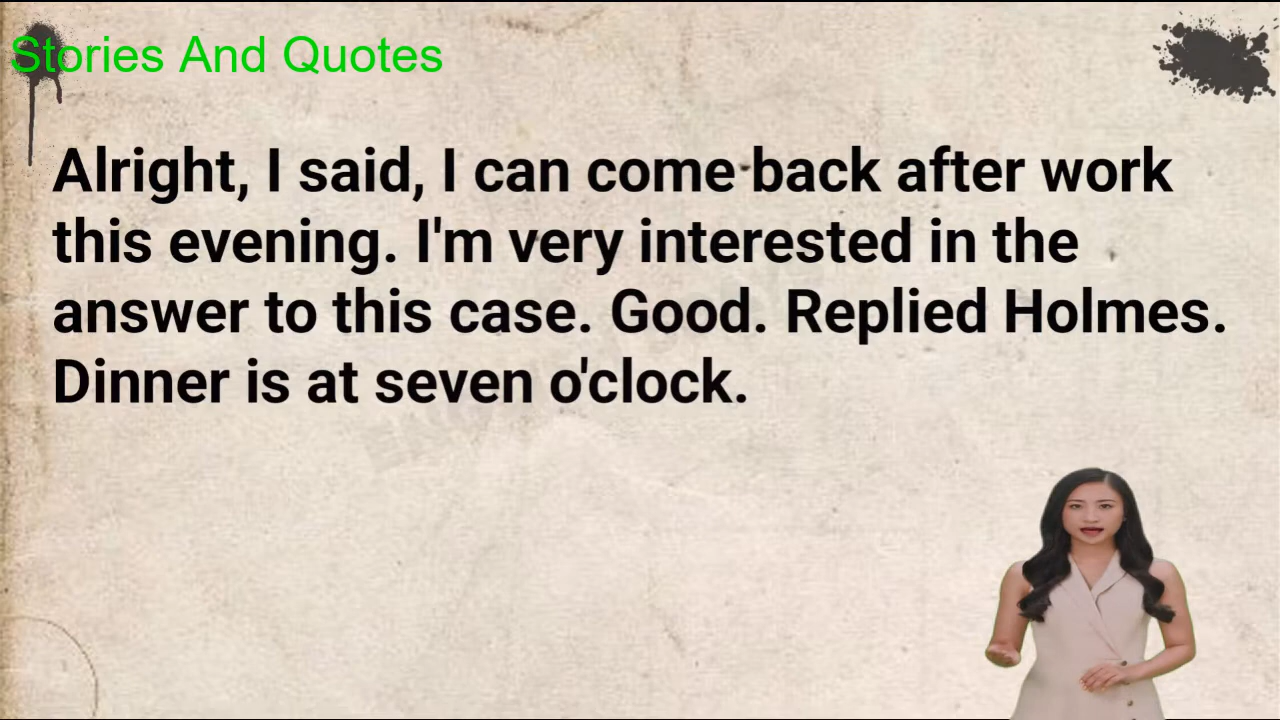 Stories And Quotes
Alright, I said, I can come back after work
this evening. I'm very interested in the
answer to this case. Good. Replied Holmes.
Dinner is at seven o'clock.